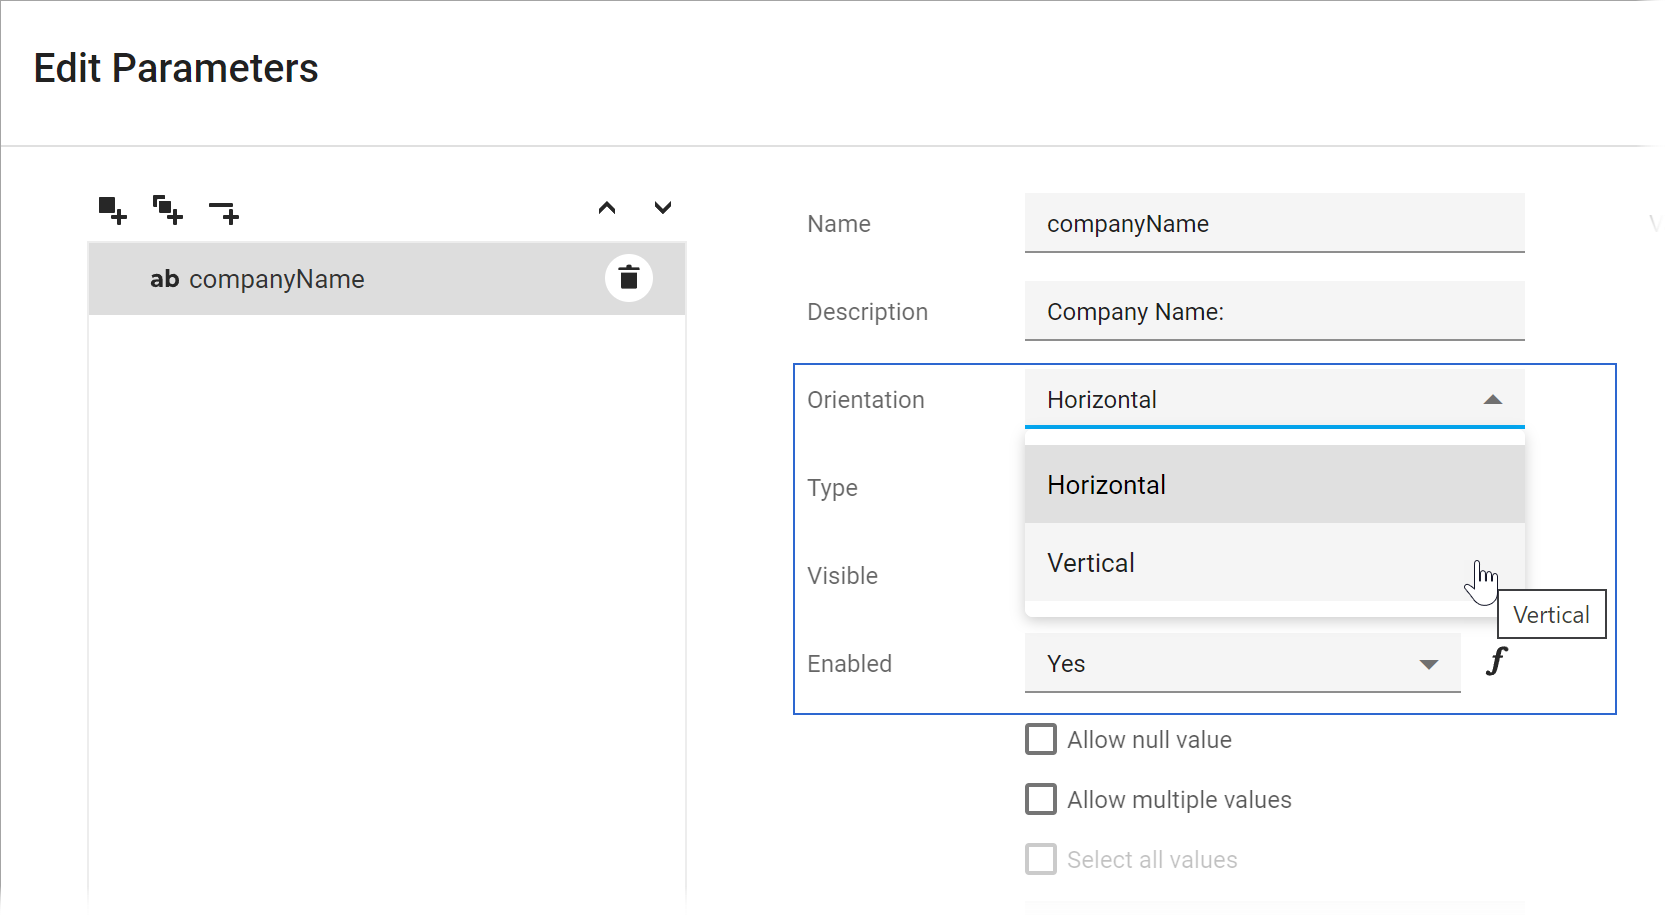 Edit Parameters
Name
companyName
ab companyName
Description
Company Name:
Orientation
Horizontal
Horizontal
Type
Vertical
Visible
Vertical
Enabled
Yes
Allow null value
Allow multiple values
Select all values